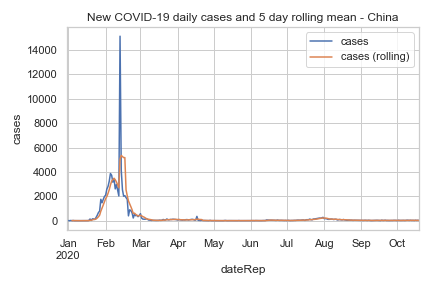 New COVID-19 daily cases and 5 day rolling mean - China
cases
cases (rolling)
cases
14000
12000
10000
8000
6000
4000
2000
0
Jan Feb Mar Apr May Jun Jul Aug Sep Oct
2020
dateRep